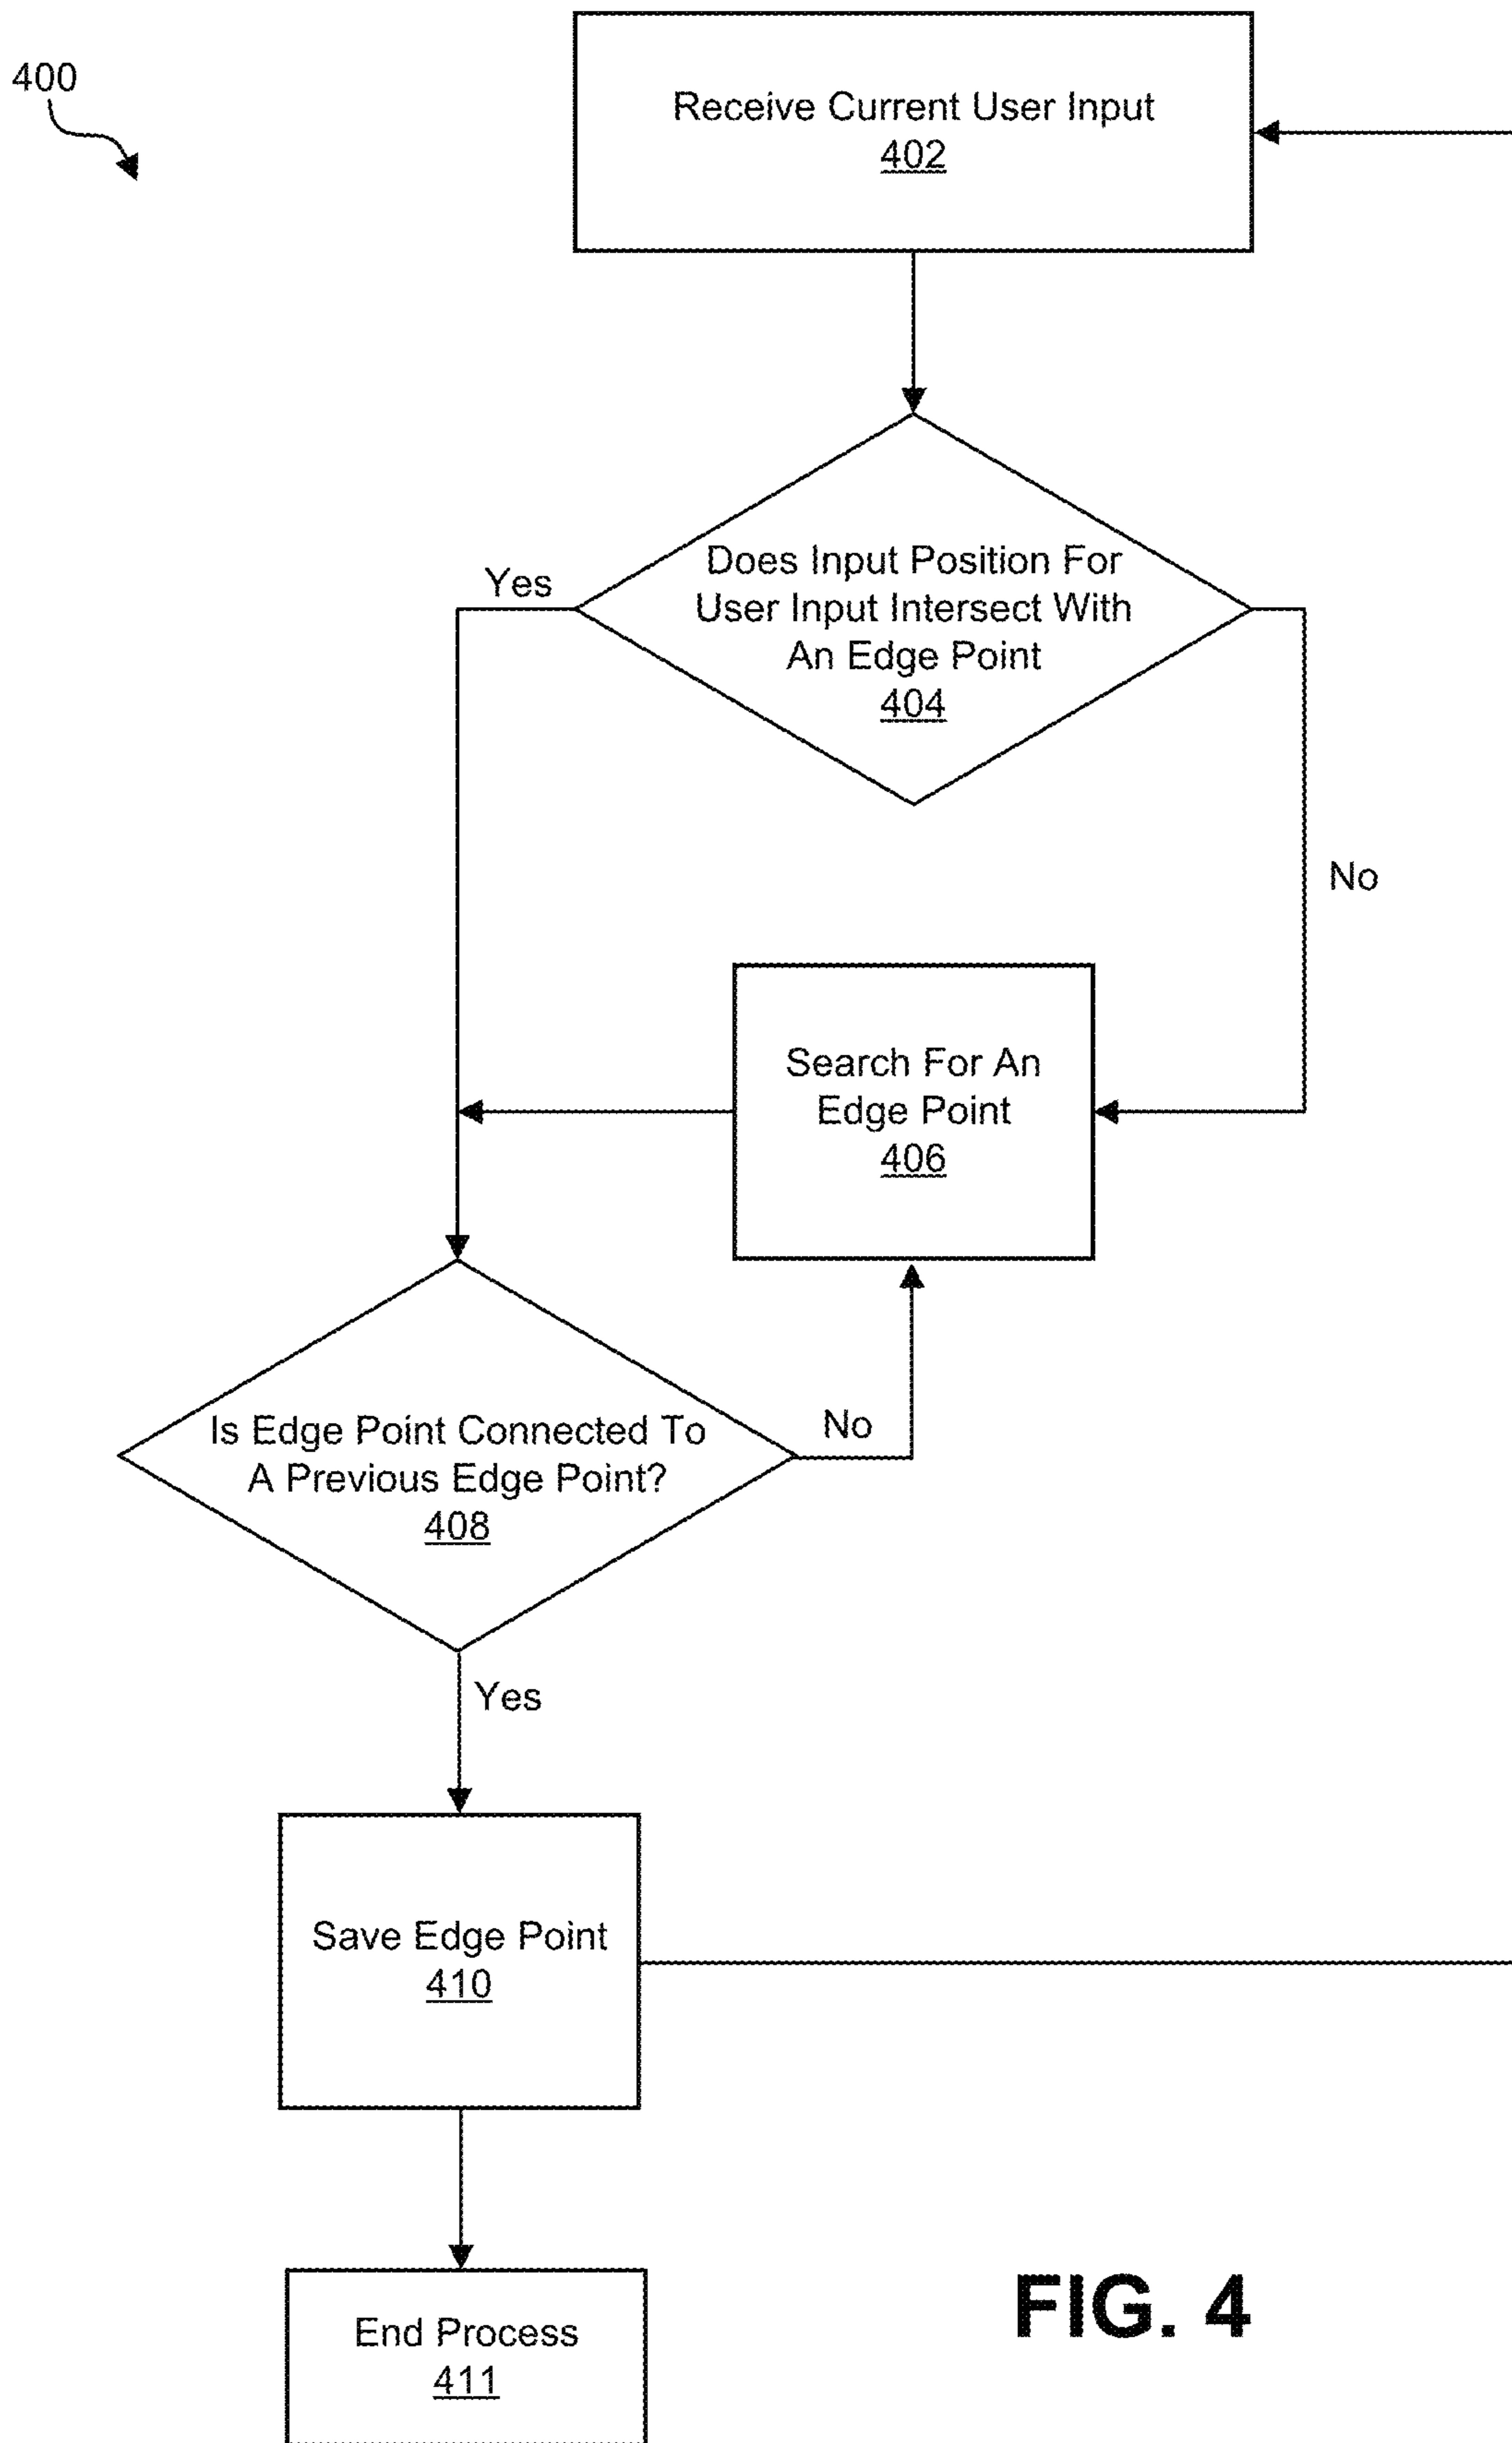 400
Receive Current User Input
402
Does Input Position For
User Input Intersect With
An Edge Point
404
Yes
No
Search For An
Edge Point
406
Is Edge Point Connected To
A Previous Edge Point?
408
No
Yes
Save Edge Point
410
End Process
411
FIG. 4